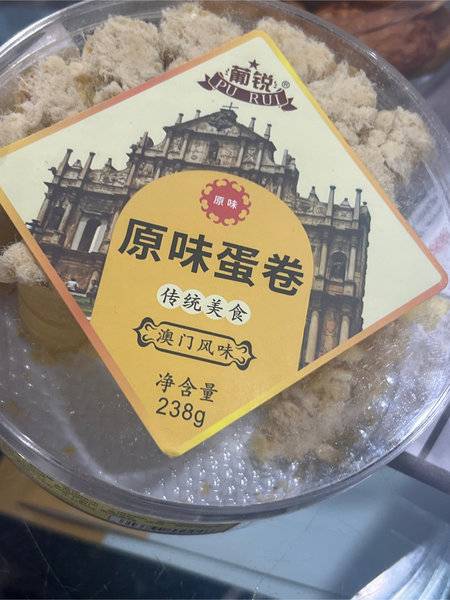 葡锐®
PU RUI
原味
原味蛋卷
传统美食
澳门风味
净含量
238g